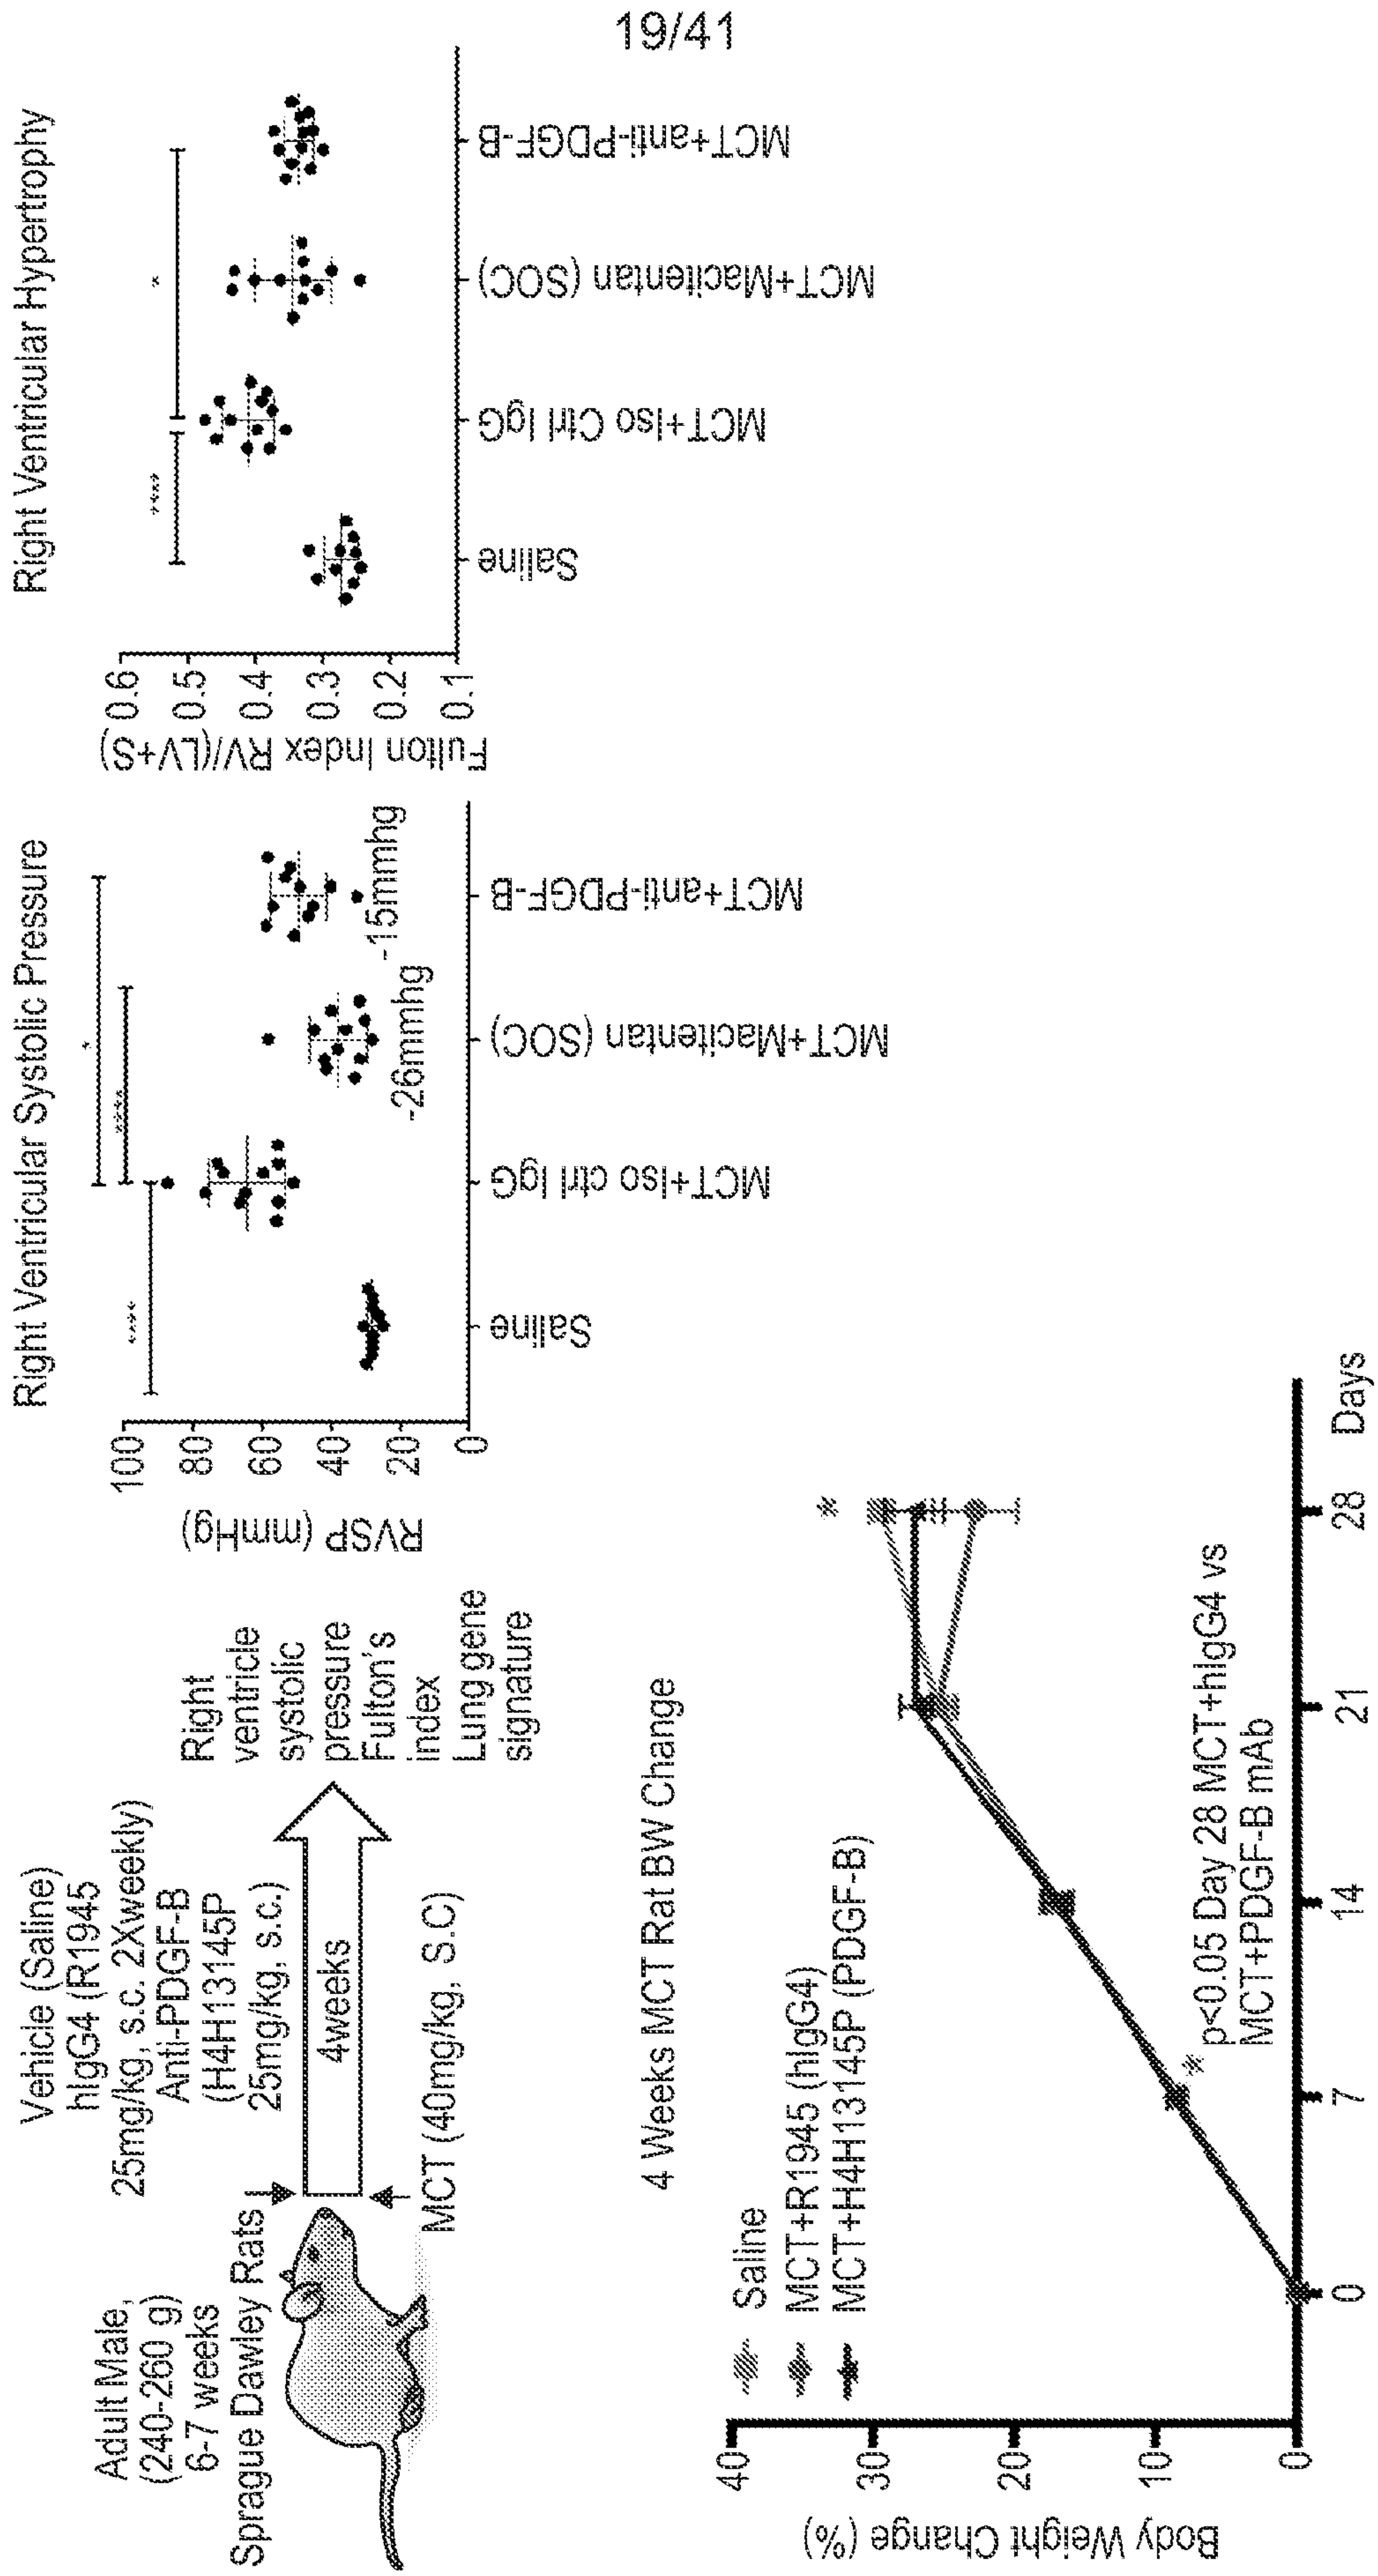 19/41
Adult Male,
(240-260 g)
6-7 weeks
Sprague Dawley Rats
Vehicle (Saline)
hIgG4 (R1945
25mg/kg, s.c. 2Xweekly)
Anti-PDGF-B
(H4H13145P
25mg/kg, s.c.)
4weeks
MCT (40mg/kg, S.C)
Right
ventricle
systolic
pressure
Fulton's
index
Lung gene
signature
Right Ventricular Systolic Pressure
RVSP (mmHg)
100
80
60
40
20
0
****
****
*
-26mmhg
-15mmhg
Saline
MCT+Iso ctrl IgG
MCT+Macitentan (SOC)
MCT+anti-PDGF-B
Right Ventricular Hypertrophy
Fulton Index RV/(LV+S)
0.6
0.5
0.4
0.3
0.2
0.1
****
*
Saline
MCT+Iso Ctrl IgG
MCT+Macitentan (SOC)
MCT+anti-PDGF-B
4 Weeks MCT Rat BW Change
Saline
MCT+R1945 (hIgG4)
MCT+H4H13145P (PDGF-B)
Body Weight Change (%)
40
30
20
10
0
*
* p<0.05 Day 28 MCT+hIgG4 vs
MCT+PDGF-B mAb
0 7 14 21 28 Days